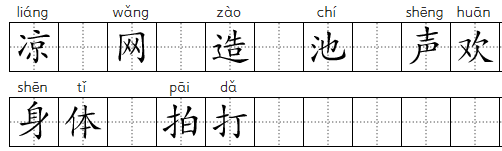 liáng wǎng zào chí shēng huān
凉 网 造 池 声 欢
shēn tǐ pāi dǎ
身 体 拍 打